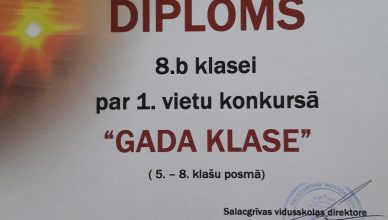 DIPLOMS
8.b klasei
par 1. vietu konkursā
“GADA KLASE”
( 5. – 8. klašu posmā)
Salacgrīvas vidusskolas direktore